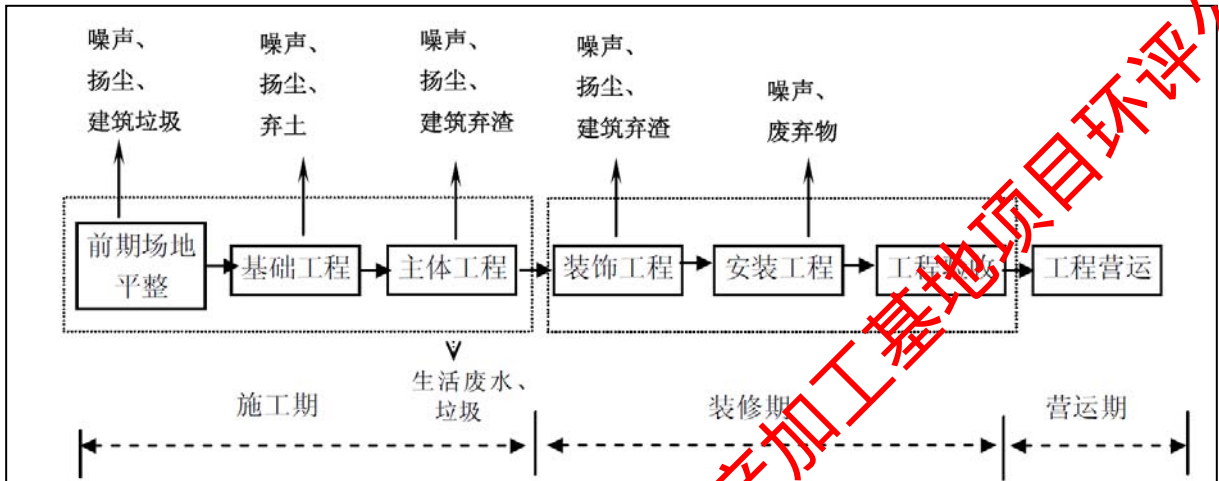 噪声、
扬尘、
建筑垃圾
噪声、
扬尘、
弃土
噪声、
扬尘、
建筑弃渣
噪声、
扬尘、
建筑弃渣
噪声、
废弃物
前期场地
平整
基础工程
主体工程
装饰工程
安装工程
工程验收
工程营运
生活废水、
垃圾
施工期
装修期
营运期
加工基地项目环评